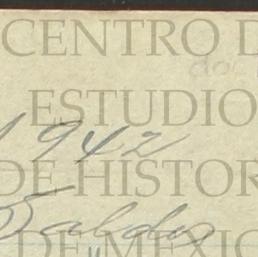 CENTRO D
ESTUDIO
1942
DE HISTOR
Saldo
DE MEXIC